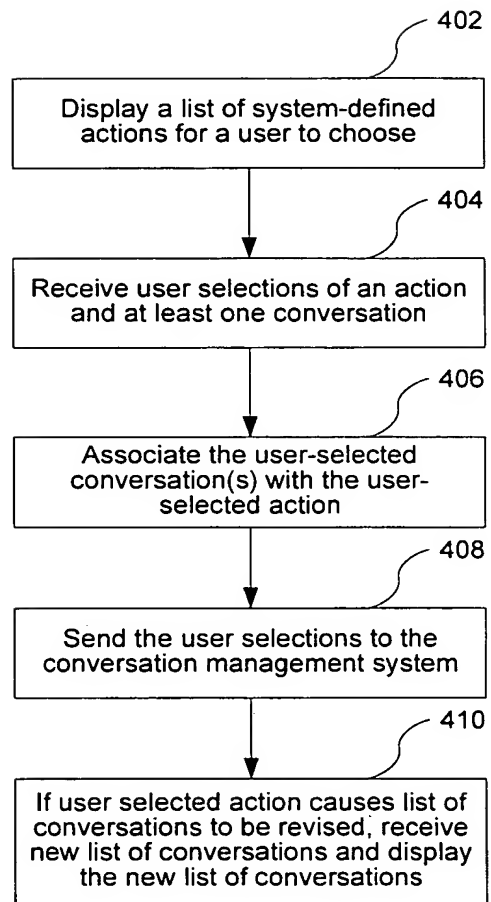 402
Display a list of system-defined
actions for a user to choose
404
Receive user selections of an action
and at least one conversation
406
Associate the user-selected
conversation(s) with the user-
selected action
408
Send the user selections to the
conversation management system
410
If user selected action causes list of
conversations to be revised, receive
new list of conversations and display
the new list of conversations